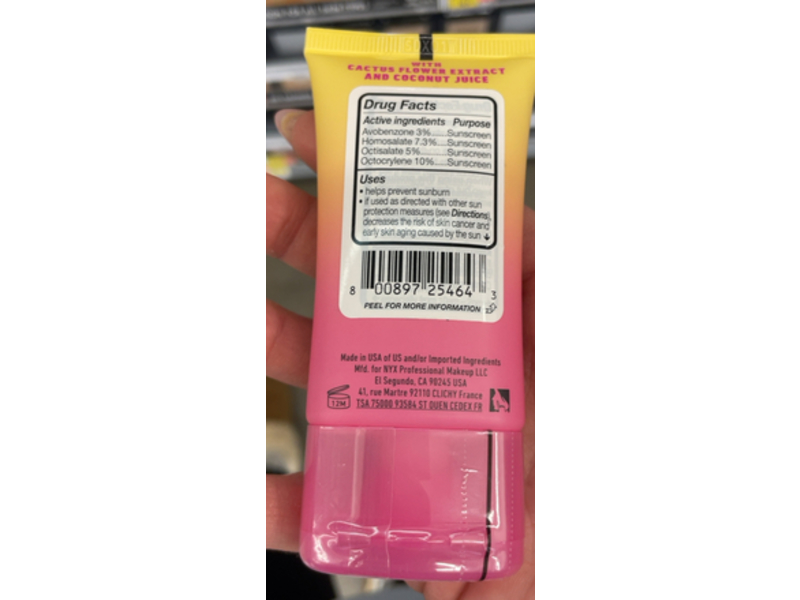 WITH
CACTUS FLOWER EXTRACT
AND COCONUT JUICE
Drug Facts
Active ingredients Purpose
Avobenzone 3%.....Sunscreen
Homosalate 7.3%....Sunscreen
Octisalate 5%.....Sunscreen
Octocrylene 10%....Sunscreen
Uses
• helps prevent sunburn
• if used as directed with other sun
protection measures (see Directions),
decreases the risk of skin cancer and
early skin aging caused by the sun
8 00897 25464 3
PEEL FOR MORE INFORMATION
Made in USA of US and/or Imported Ingredients
Mfd. for NYX Professional Makeup LLC
El Segundo, CA 90245 USA
41, rue Martre 92110 CLICHY France
12M TSA 75000 93584 ST OUEN CEDEX FR